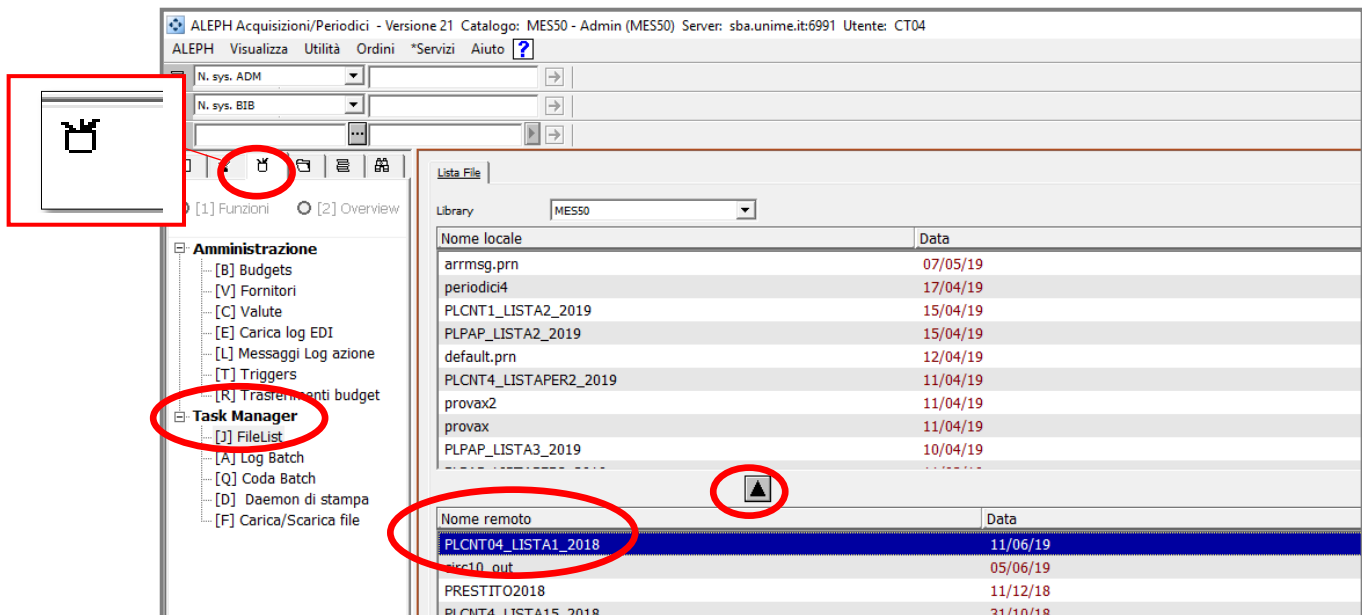 ALEPH Acquisizioni/Periodici - Versione 21 Catalogo: MES50 - Admin (MES50) Server: sba.unime.it:6991 Utente: CT04
ALEPH Visualizza Utilità Ordini *Servizi Aiuto ?
N. sys. ADM
N. sys. BIB
...
Lista File
[1] Funzioni [2] Overview
Library MES50
Amministrazione
[B] Budgets
[V] Fornitori
[C] Valute
[E] Carica log EDI
[L] Messaggi Log azione
[T] Triggers
[R] Trasferimenti budget
Task Manager
[J] FileList
[A] Log Batch
[Q] Coda Batch
[D] Daemon di stampa
[F] Carica/Scarica file
Nome locale Data
arrmsg.prn 07/05/19
periodici4 17/04/19
PLCNT1_LISTA2_2019 15/04/19
PLPAP_LISTA2_2019 15/04/19
default.prn 12/04/19
PLCNT4_LISTAPER2_2019 11/04/19
provax2 11/04/19
provax 11/04/19
PLPAP_LISTA3_2019 10/04/19
Nome remoto Data
PLCNT04_LISTA1_2018 11/06/19
circ10_out 05/06/19
PRESTITO2018 11/12/18
PLCNT4_LISTA15_2018 31/10/18